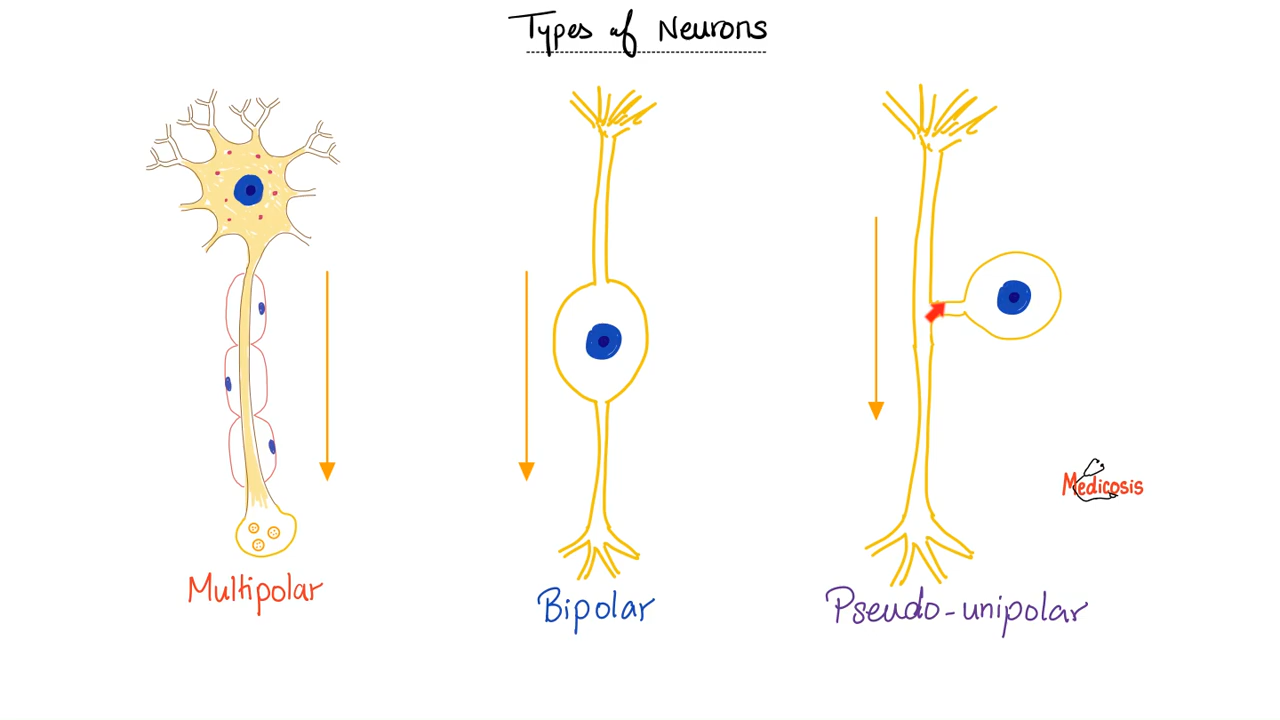 Types of Neurons
Multipolar
Bipolar
Pseudo-unipolar
Medicosis